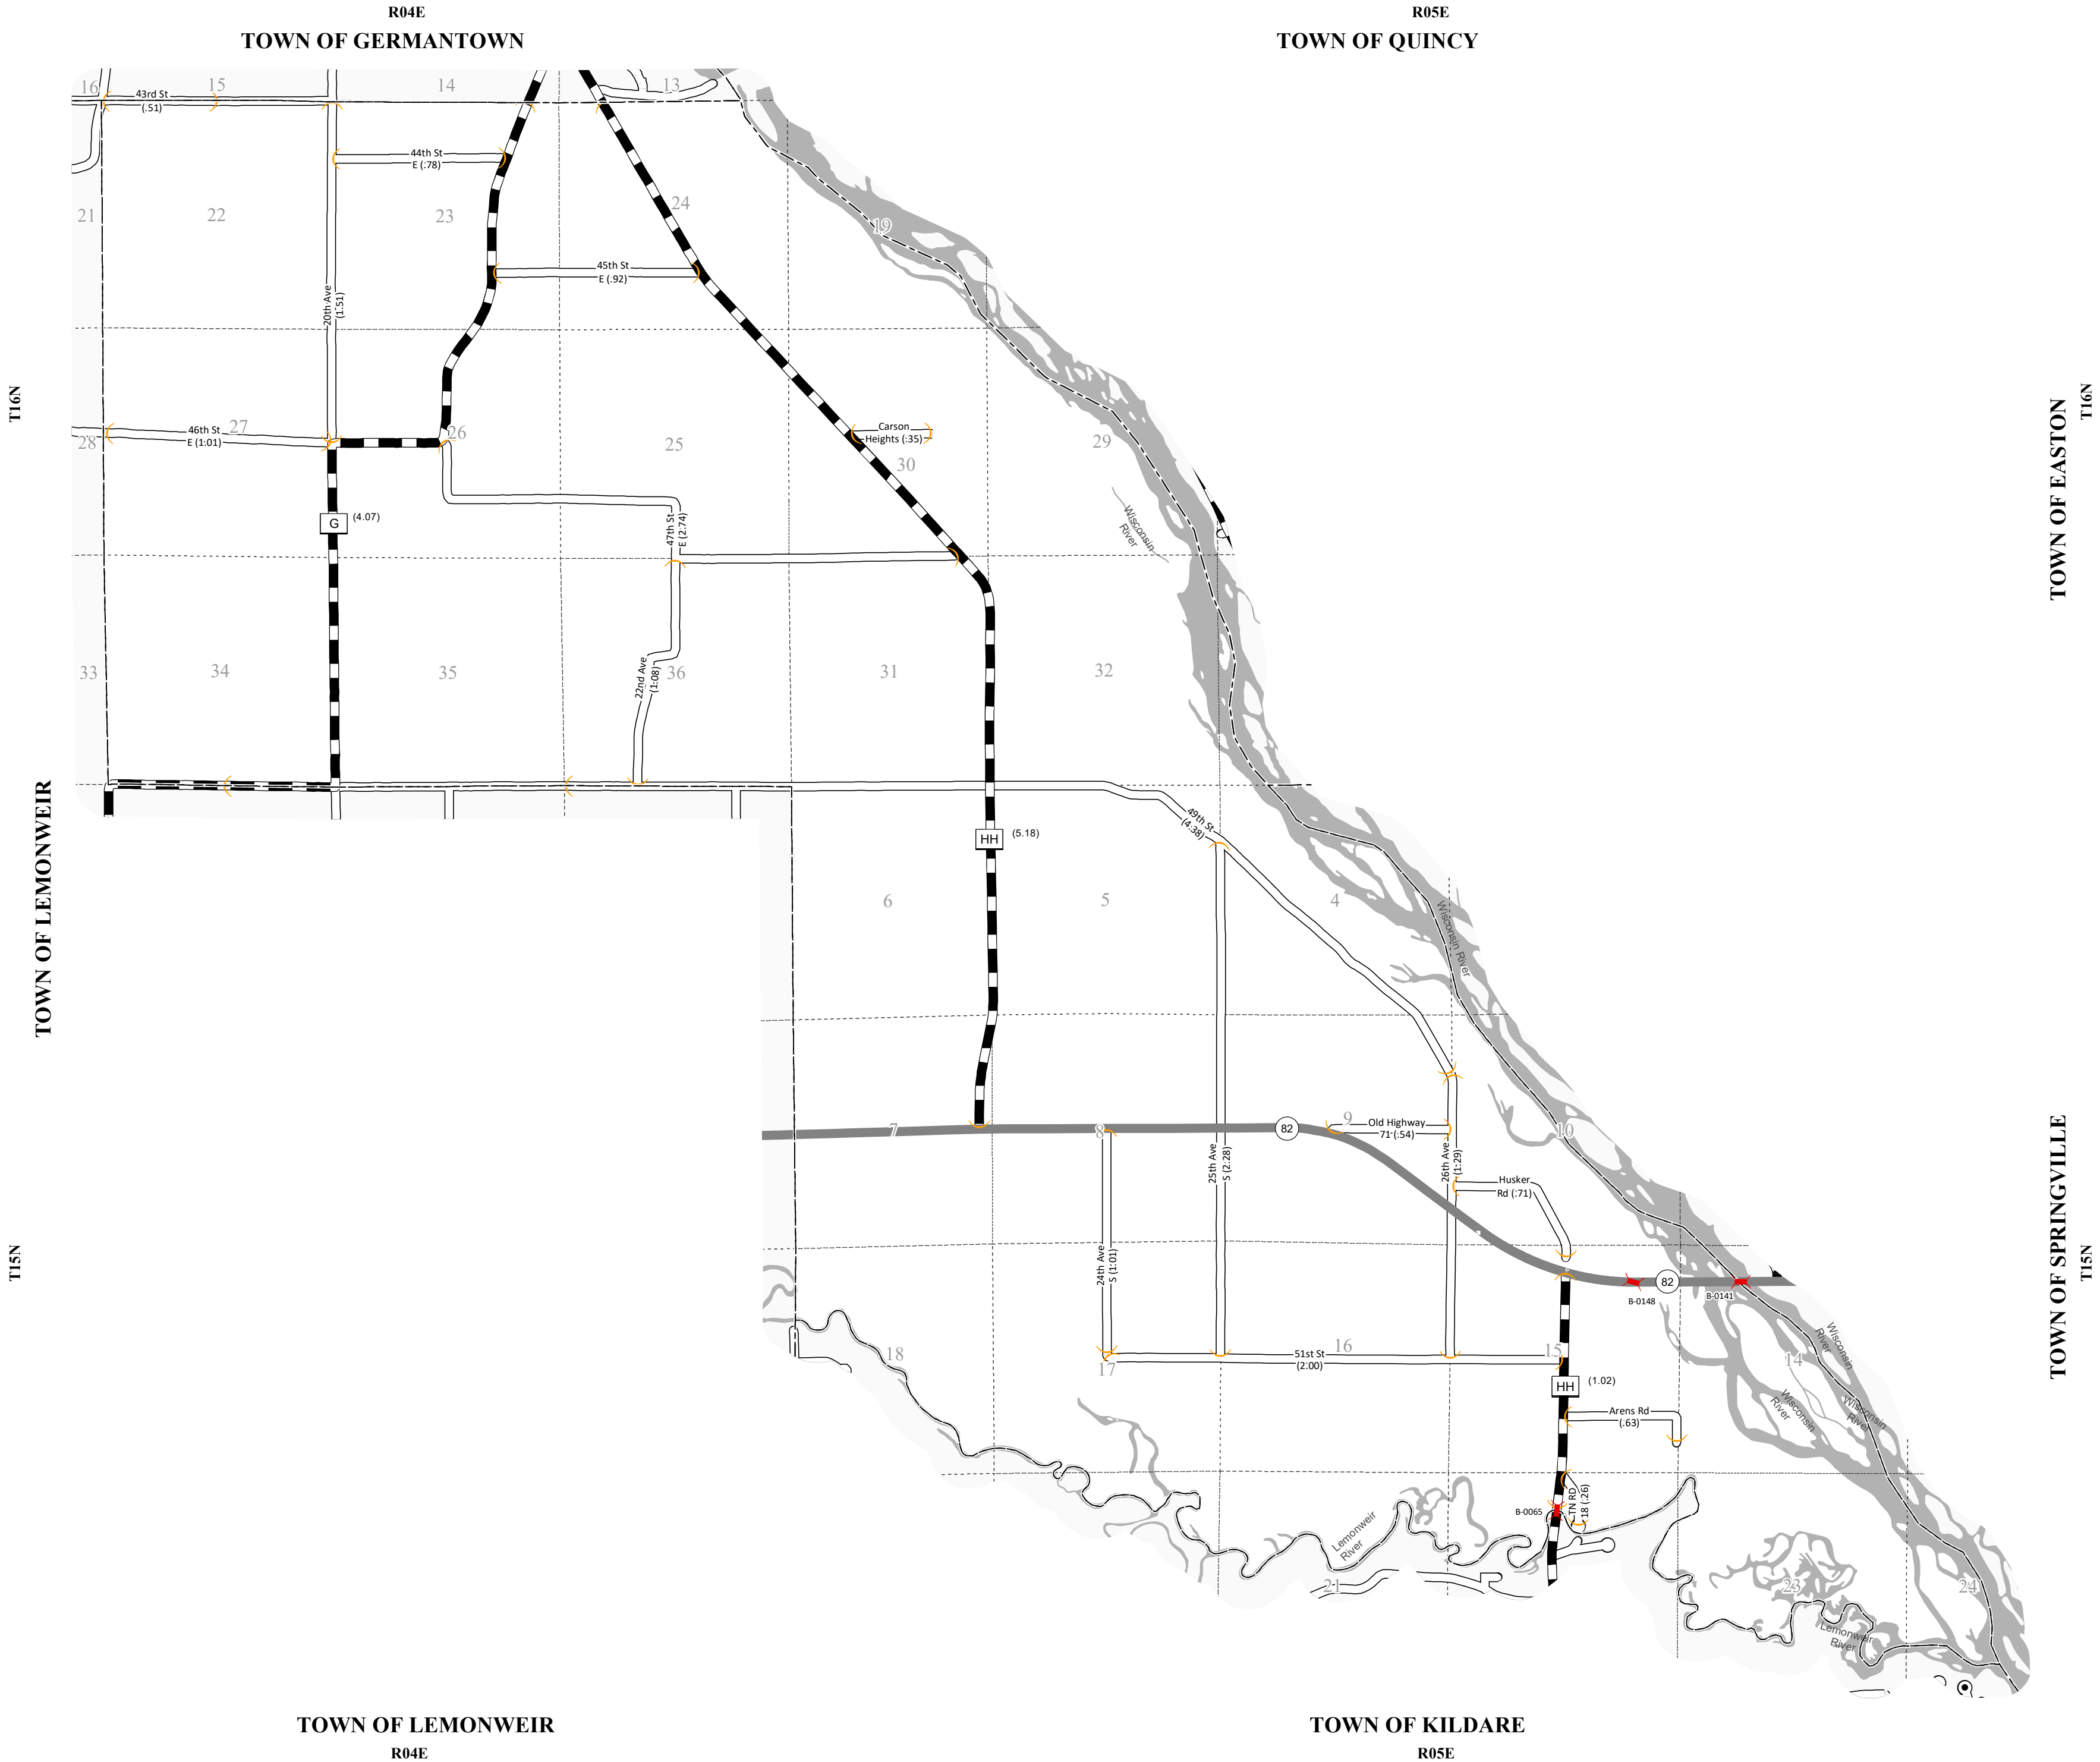 R04E
R05E
TOWN OF GERMANTOWN
TOWN OF QUINCY
16
15
14
13
43rd St
(.51)
44th St
E (.78)
21
22
23
24
19
20th Ave
(1.51)
45th St
E (.92)
T16N
T16N
TOWN OF EASTON
46th St
E (1.01)
27
28
26
25
Carson
Heights (.35)
30
29
G
(4.07)
47th St
E (2.74)
Wisconsin
River
33
34
35
22nd Ave
(1.08)
36
31
32
TOWN OF LEMONWEIR
49th St
(4.38)
HH
(5.18)
6
5
4
Wisconsin River
7
8
82
9
Old Highway
71 (.54)
10
25th Ave
S (2.28)
26th Ave
(1.29)
Husker
Rd (.71)
TOWN OF SPRINGVILLE
T15N
T15N
24th Ave
S (1.01)
82
B-0148
B-0141
18
17
51st St
(2.00)
16
15
Wisconsin
River
14
HH
(1.02)
Arens Rd
(.63)
Wisconsin
River
Wisconsin
River
B-0065
TN RD
18 (.26)
Lemonweir
River
21
23
24
Lemonweir
River
TOWN OF LEMONWEIR
TOWN OF KILDARE
R04E
R05E